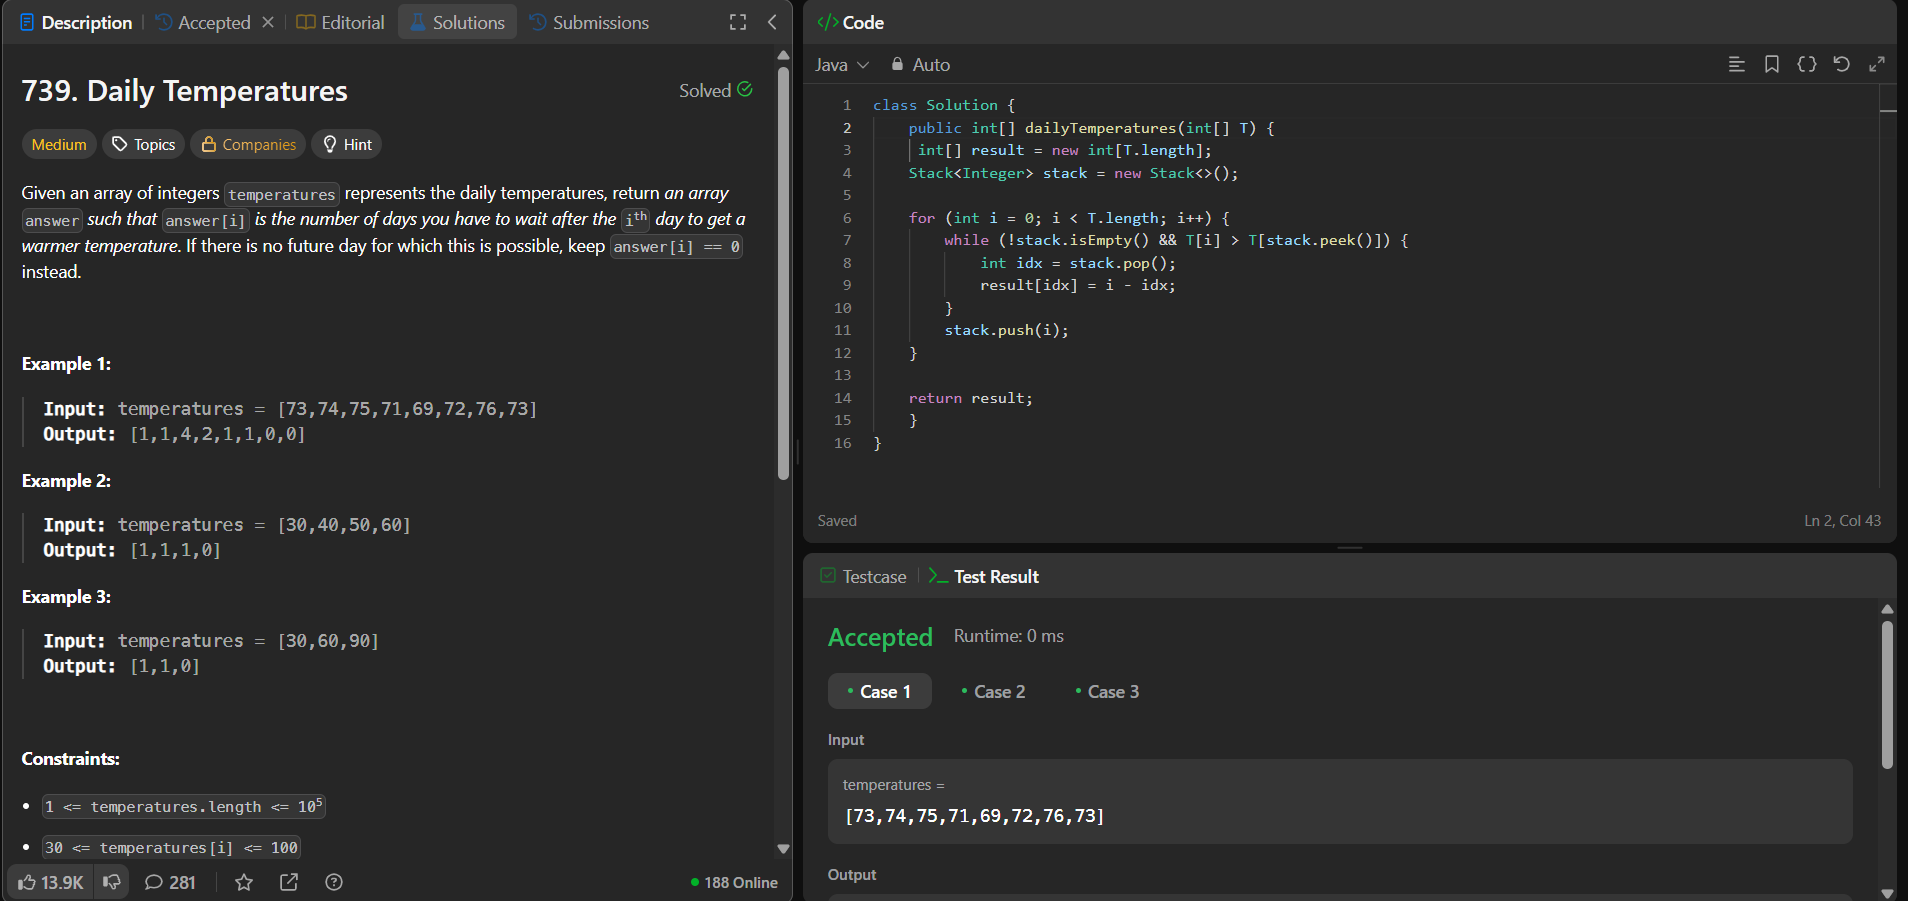 Description
Accepted
Editorial
Solutions
Submissions
739. Daily Temperatures
Solved
Medium
Topics
Companies
Hint
Given an array of integers temperatures represents the daily temperatures, return an array
answer such that answer[i] is the number of days you have to wait after the ith day to get a
warmer temperature. If there is no future day for which this is possible, keep answer[i] == 0
instead.
Example 1:
Input: temperatures = [73,74,75,71,69,72,76,73]
Output: [1,1,4,2,1,1,0,0]
Example 2:
Input: temperatures = [30,40,50,60]
Output: [1,1,1,0]
Example 3:
Input: temperatures = [30,60,90]
Output: [1,1,0]
Constraints:
• 1 <= temperatures.length <= 10^5
• 30 <= temperatures[i] <= 100
13.9K
281
188 Online
</> Code
Java
Auto
1 class Solution {
2 public int[] dailyTemperatures(int[] T) {
3 int[] result = new int[T.length];
4 Stack<Integer> stack = new Stack<>();
5
6 for (int i = 0; i < T.length; i++) {
7 while (!stack.isEmpty() && T[i] > T[stack.peek()]) {
8 int idx = stack.pop();
9 result[idx] = i - idx;
10 }
11 stack.push(i);
12 }
13
14 return result;
15 }
16 }
Saved
Ln 2, Col 43
Testcase
Test Result
Accepted
Runtime: 0 ms
• Case 1
• Case 2
• Case 3
Input
temperatures =
[73,74,75,71,69,72,76,73]
Output